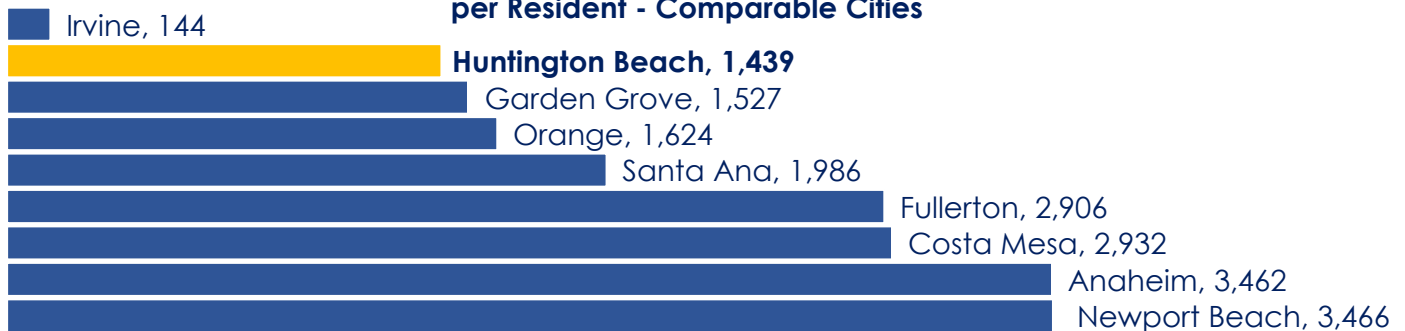 per Resident - Comparable Cities
Irvine, 144
Huntington Beach, 1,439
Garden Grove, 1,527
Orange, 1,624
Santa Ana, 1,986
Fullerton, 2,906
Costa Mesa, 2,932
Anaheim, 3,462
Newport Beach, 3,466